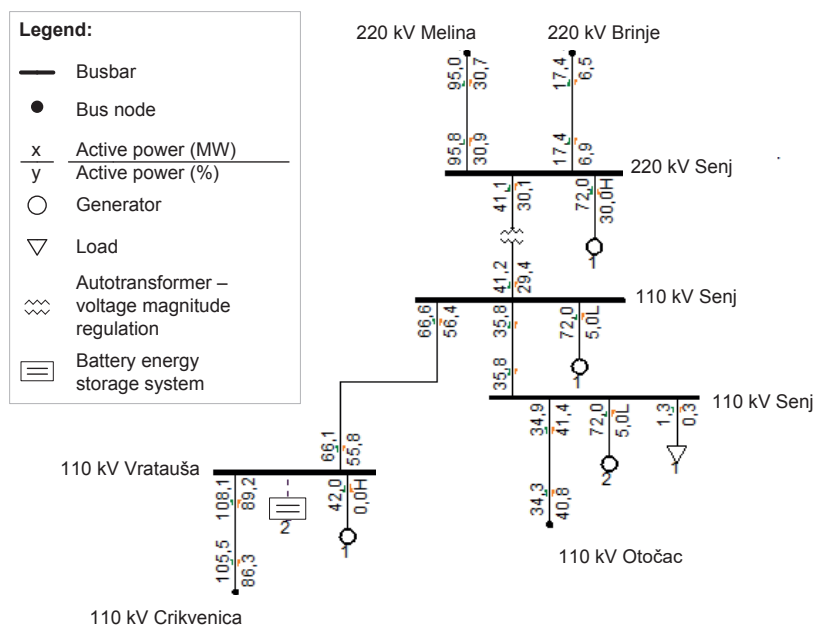 Legend:
Busbar
Bus node
x Active power (MW)
y Active power (%)
Generator
Load
Autotransformer –
voltage magnitude
regulation
Battery energy
storage system
220 kV Melina
220 kV Brinje
95,0
30,7
17,4
6,5
95,8
30,9
17,4
6,9
220 kV Senj
41,1
30,1
72,0
30,0H
1
41,2
29,4
110 kV Senj
66,6
56,4
35,8
72,0
5,0L
1
35,8
110 kV Senj
34,9
41,4
72,0
5,0L
2
1,3
0,3
1
34,3
40,8
110 kV Otočac
66,1
55,8
110 kV Vratauša
108,1
89,2
2
42,0
0,0H
1
105,5
86,3
110 kV Crikvenica